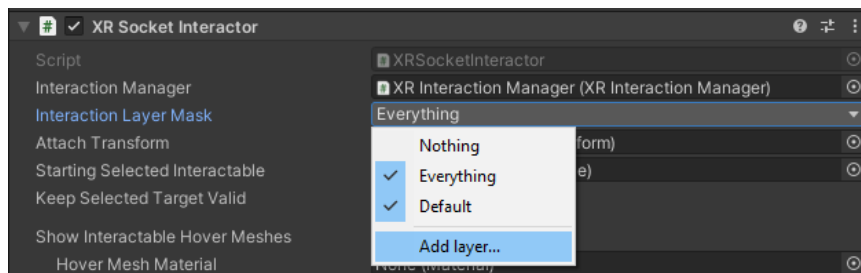 XR Socket Interactor
Script XRSocketInteractor
Interaction Manager XR Interaction Manager (XR Interaction Manager)
Interaction Layer Mask Everything
Attach Transform form)
Nothing
Starting Selected Interactable e)
Everything
Keep Selected Target Valid
Default
Show Interactable Hover Meshes
Add layer...
Hover Mesh Material None (Material)